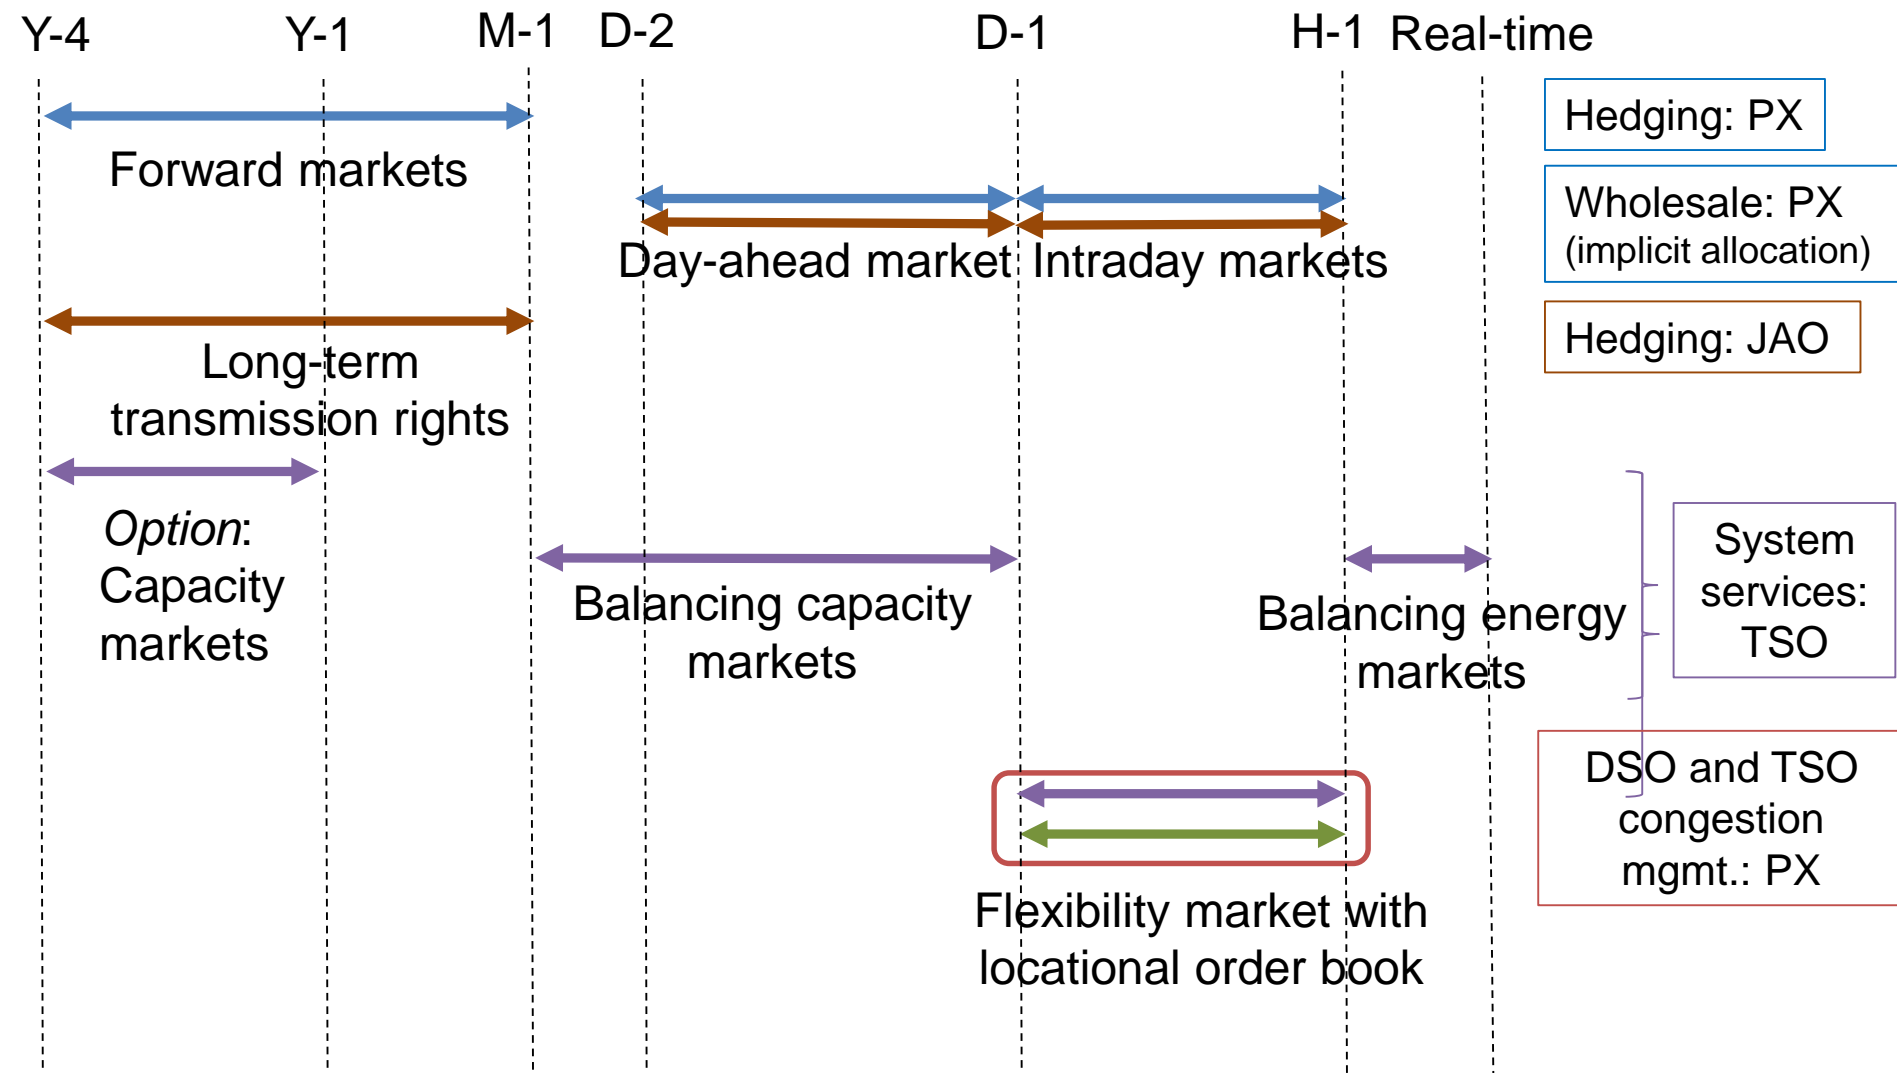 Y-4 Y-1 M-1 D-2 D-1 H-1 Real-time
Hedging: PX
Forward markets
Wholesale: PX
(implicit allocation)
Day-ahead market Intraday markets
Hedging: JAO
Long-term
transmission rights
Option:
Capacity
markets
Balancing capacity
markets
Balancing energy
markets
System
services:
TSO
DSO and TSO
congestion
mgmt.: PX
Flexibility market with
locational order book